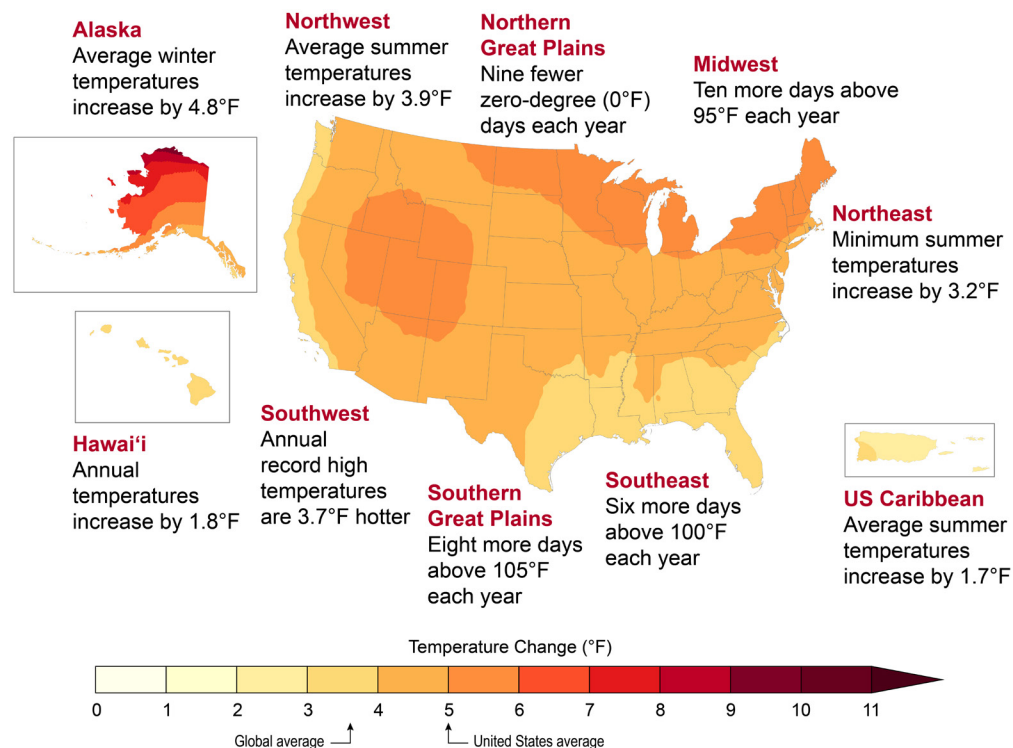 Alaska
Average winter
temperatures
increase by 4.8°F
Northwest
Average summer
temperatures
increase by 3.9°F
Northern
Great Plains
Nine fewer
zero-degree (0°F)
days each year
Midwest
Ten more days above
95°F each year
Northeast
Minimum summer
temperatures
increase by 3.2°F
Hawai‘i
Annual
temperatures
increase by 1.8°F
Southwest
Annual
record high
temperatures
are 3.7°F hotter
Southern
Great Plains
Eight more days
above 105°F
each year
Southeast
Six more days
above 100°F
each year
US Caribbean
Average summer
temperatures
increase by 1.7°F
Temperature Change (°F)
0 1 2 3 4 5 6 7 8 9 10 11
Global average United States average